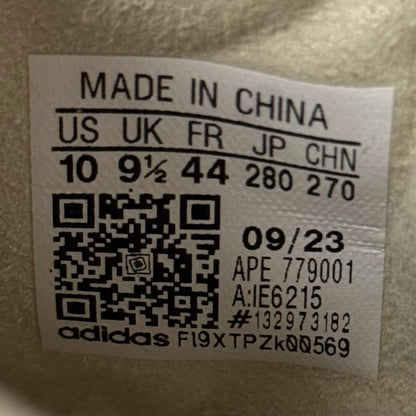 MADE IN CHINA
US UK FR JP CHN
10 9½ 44 280 270
09/23
APE 779001
A:IE6215
#132973182
adidas F19XTPZk00569